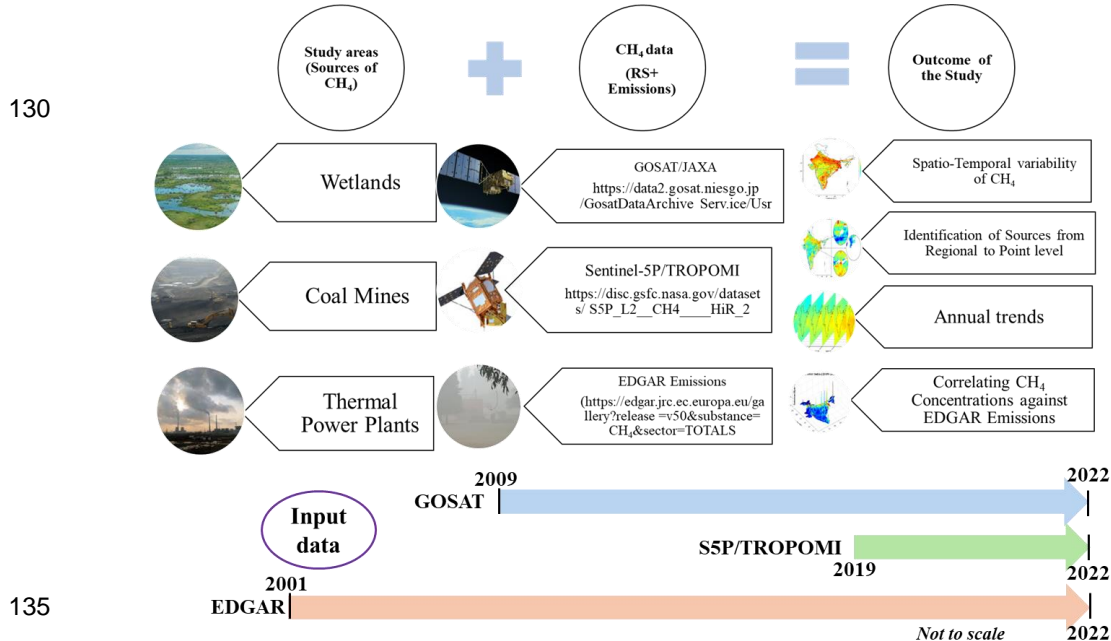 Study areas
(Sources of
CH₄)
CH₄ data
(RS+
Emissions)
Outcome of
the Study
130
Wetlands
GOSAT/JAXA
https://data2.gosat.niesgo.jp
/GosatDataArchive Serv.ice/Usr
Spatio-Temporal variability
of CH₄
Coal Mines
Sentinel-5P/TROPOMI
https://disc.gsfc.nasa.gov/dataset
s/ S5P_L2__CH4____HiR_2
Identification of Sources from
Regional to Point level
Annual trends
Thermal
Power Plants
EDGAR Emissions
(https://edgar.jrc.ec.europa.eu/ga
llery?release =v50&substance=
CH₄&sector=TOTALS
Correlating CH₄
Concentrations against
EDGAR Emissions
Input
data
2009
GOSAT
2022
S5P/TROPOMI
2019
2022
2001
135
EDGAR
2022
Not to scale